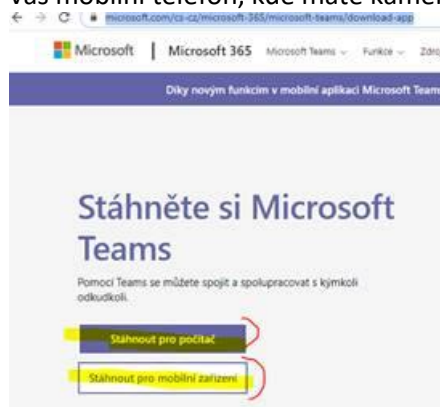 Váš mobilní telefon, kde máte kamer
microsoft.com/cs-cz/microsoft-365/microsoft-teams/download-app
Microsoft | Microsoft 365 Microsoft Teams Funkce Zdro
Díky novým funkcím v mobilní aplikaci Microsoft Team
Stáhněte si Microsoft
Teams
Pomocí Teams se můžete spojit a spolupracovat s kýmkoli
odkudkoli.
Stáhnout pro počítač
Stáhnout pro mobilní zařízení